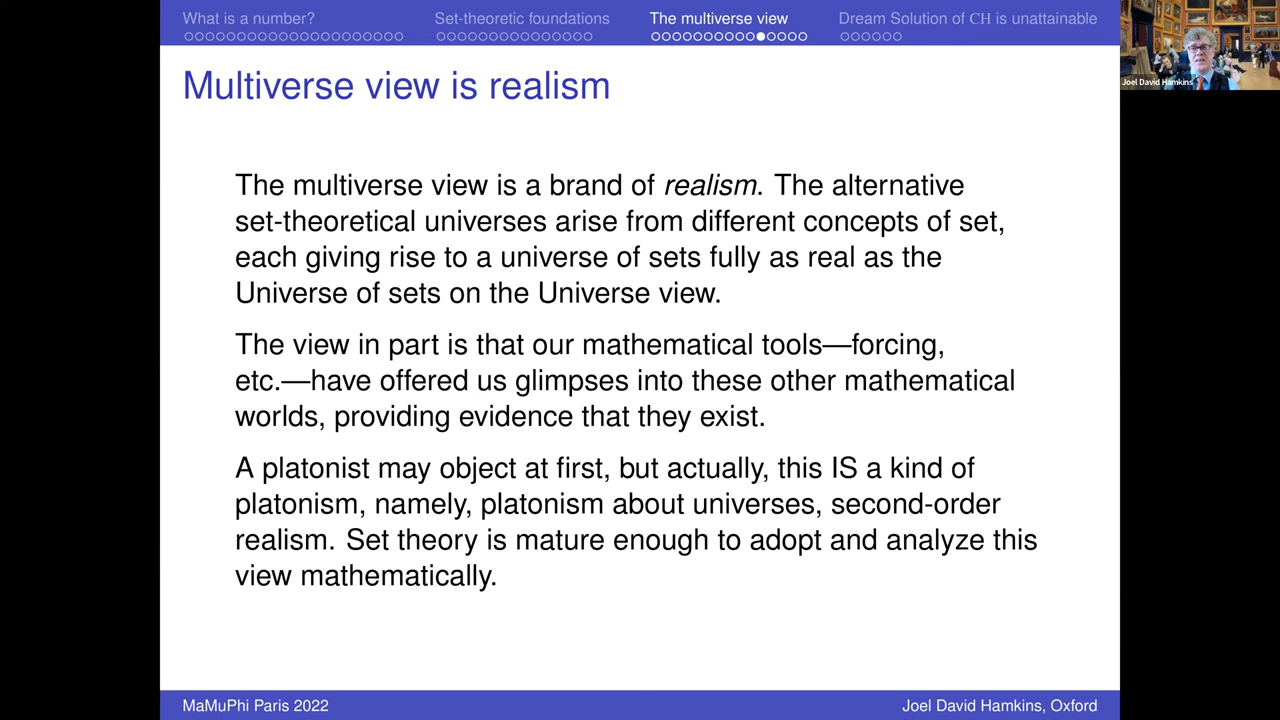 What is a number?
Set-theoretic foundations
The multiverse view
Dream Solution of CH is unattainable
Joel David Hamkins
Multiverse view is realism
The multiverse view is a brand of realism. The alternative
set-theoretical universes arise from different concepts of set,
each giving rise to a universe of sets fully as real as the
Universe of sets on the Universe view.
The view in part is that our mathematical tools—forcing,
etc.—have offered us glimpses into these other mathematical
worlds, providing evidence that they exist.
A platonist may object at first, but actually, this IS a kind of
platonism, namely, platonism about universes, second-order
realism. Set theory is mature enough to adopt and analyze this
view mathematically.
MaMuPhi Paris 2022
Joel David Hamkins, Oxford